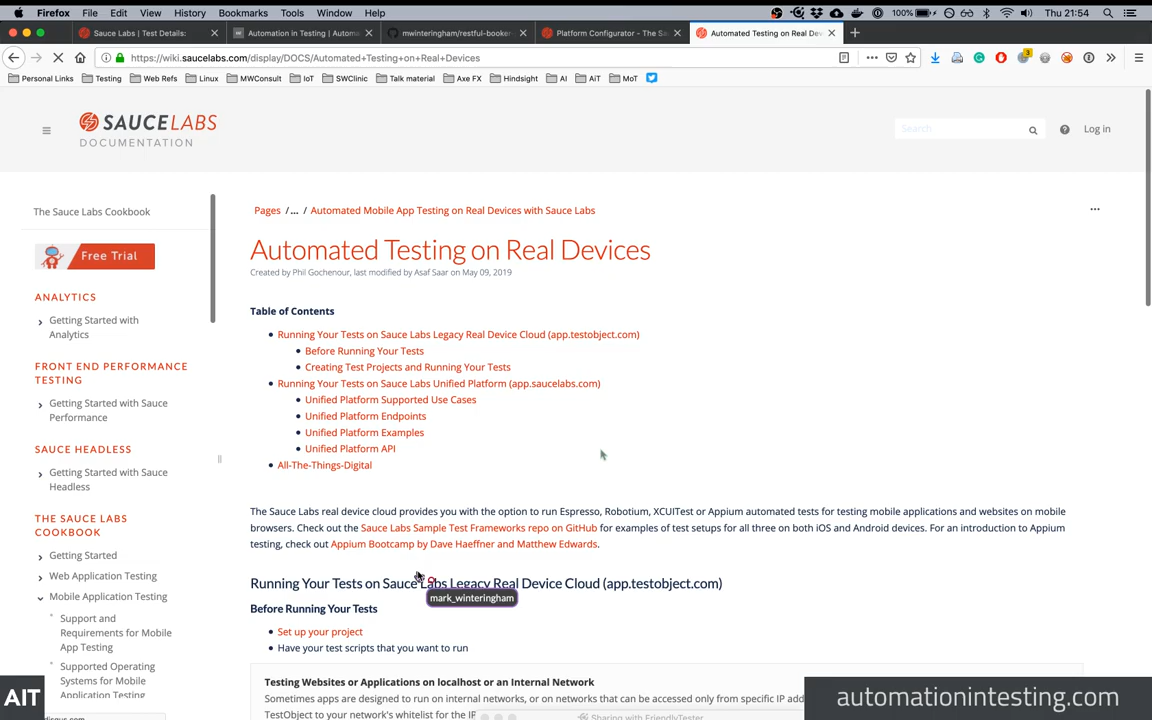 Firefox File Edit View History Bookmarks Tools Window Help 100% Thu 21:54
Sauce Labs | Test Details: Automation in Testing | Autom mwinteringham/restful-booker Platform Configurator - The Sa Automated Testing on Real Dev
https://wiki.saucelabs.com/display/DOCS/Automated+Testing+on+Real+Devices
Personal Links Testing Web Refs Linux MWConsult IoT SWClinic Talk material Axe FX Hindsight AI AiT MoT
SAUCELABS
DOCUMENTATION
Search
Log in
The Sauce Labs Cookbook
Free Trial
ANALYTICS
Getting Started with
Analytics
FRONT END PERFORMANCE
TESTING
Getting Started with Sauce
Performance
SAUCE HEADLESS
Getting Started with Sauce
Headless
THE SAUCE LABS
COOKBOOK
Getting Started
Web Application Testing
Mobile Application Testing
Support and
Requirements for Mobile
App Testing
Supported Operating
Systems for Mobile
Application Testing
Pages /... / Automated Mobile App Testing on Real Devices with Sauce Labs
Automated Testing on Real Devices
Created by Phil Gochenour, last modified by Asaf Saar on May 09, 2019
Table of Contents
Running Your Tests on Sauce Labs Legacy Real Device Cloud (app.testobject.com)
Before Running Your Tests
Creating Test Projects and Running Your Tests
Running Your Tests on Sauce Labs Unified Platform (app.saucelabs.com)
Unified Platform Supported Use Cases
Unified Platform Endpoints
Unified Platform Examples
Unified Platform API
All-The-Things-Digital
The Sauce Labs real device cloud provides you with the option to run Espresso, Robotium, XCUITest or Appium automated tests for testing mobile applications and websites on mobile
browsers. Check out the Sauce Labs Sample Test Frameworks repo on GitHub for examples of test setups for all three on both iOS and Android devices. For an introduction to Appium
testing, check out Appium Bootcamp by Dave Haeffner and Matthew Edwards.
Running Your Tests on Sauce Labs Legacy Real Device Cloud (app.testobject.com)
mark_winteringham
Before Running Your Tests
Set up your project
Have your test scripts that you want to run
Testing Websites or Applications on localhost or an Internal Network
Sometimes apps are designed to run on internal networks, or on networks that can be accessed only from specific IP add
TestObject to your network's whitelist for the IP
Sharing with FriendlyTester
AIT
automationintesting.com